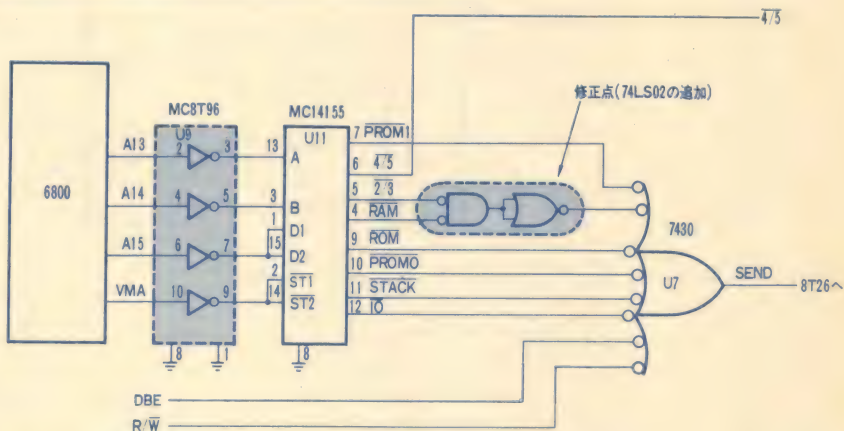 4/5
修正点(74LS02の追加)
MC8T96
MC14155
U9
U11
7 PROM1
A13 2 3 13 A
6 4/5
6800
A14 4 5 3 B
5 2/3
4 RAM
7430
1 D1
A15 6 7 15 D2
9 ROM
10 PROM0
U7 SEND 8T26へ
2 ST1
11 STACK
VMA 10 9 14 ST2
12 IO
8 1
8
DBE
R/W